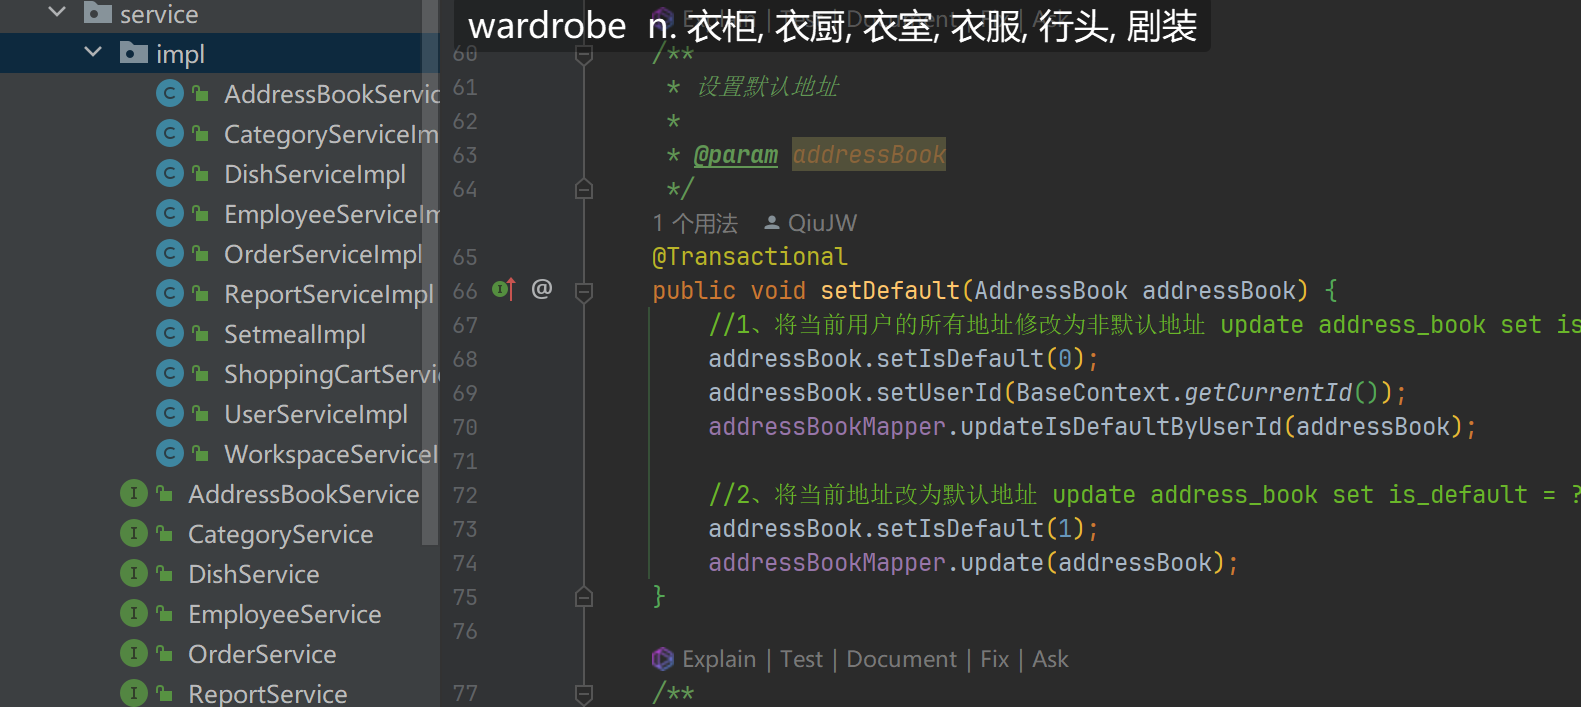 service
impl
AddressBookServic
CategoryServiceIm
DishServiceImpl
EmployeeServiceIm
OrderServiceImpl
ReportServiceImpl
SetmealImpl
ShoppingCartServi
UserServiceImpl
WorkspaceServiceI
AddressBookService
CategoryService
DishService
EmployeeService
OrderService
ReportService
wardrobe n. 衣柜, 衣厨, 衣室, 衣服, 行头, 剧装
Explain | Test | Document | Fix | Ask
60 /**
61 * 设置默认地址
62 *
63 * @param addressBook
64 */
1 个用法 QiuJW
65 @Transactional
66 public void setDefault(AddressBook addressBook) {
67 //1、将当前用户的所有地址修改为非默认地址 update address_book set is
68 addressBook.setIsDefault(0);
69 addressBook.setUserId(BaseContext.getCurrentId());
70 addressBookMapper.updateIsDefaultByUserId(addressBook);
71
72 //2、将当前地址改为默认地址 update address_book set is_default = ?
73 addressBook.setIsDefault(1);
74 addressBookMapper.update(addressBook);
75 }
76
Explain | Test | Document | Fix | Ask
77 /**